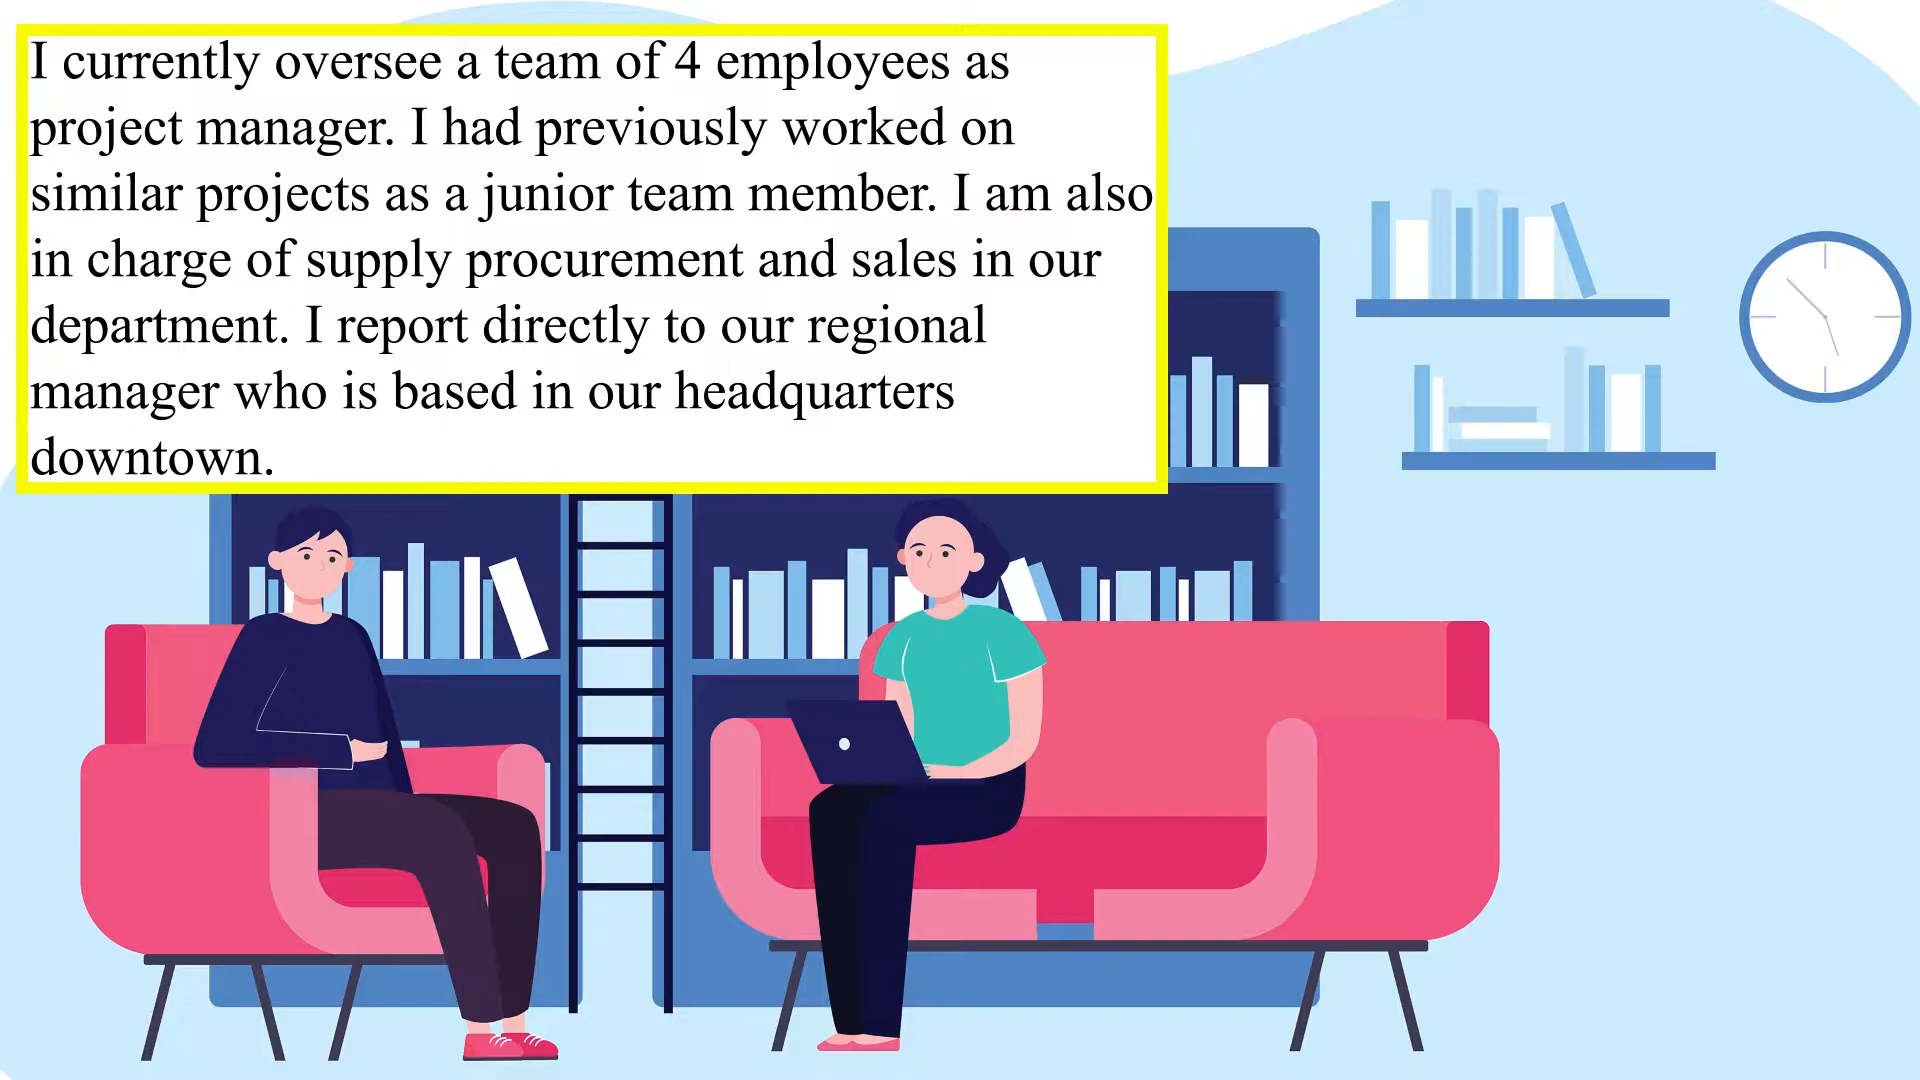 I currently oversee a team of 4 employees as
project manager. I had previously worked on
similar projects as a junior team member. I am also
in charge of supply procurement and sales in our
department. I report directly to our regional
manager who is based in our headquarters
downtown.